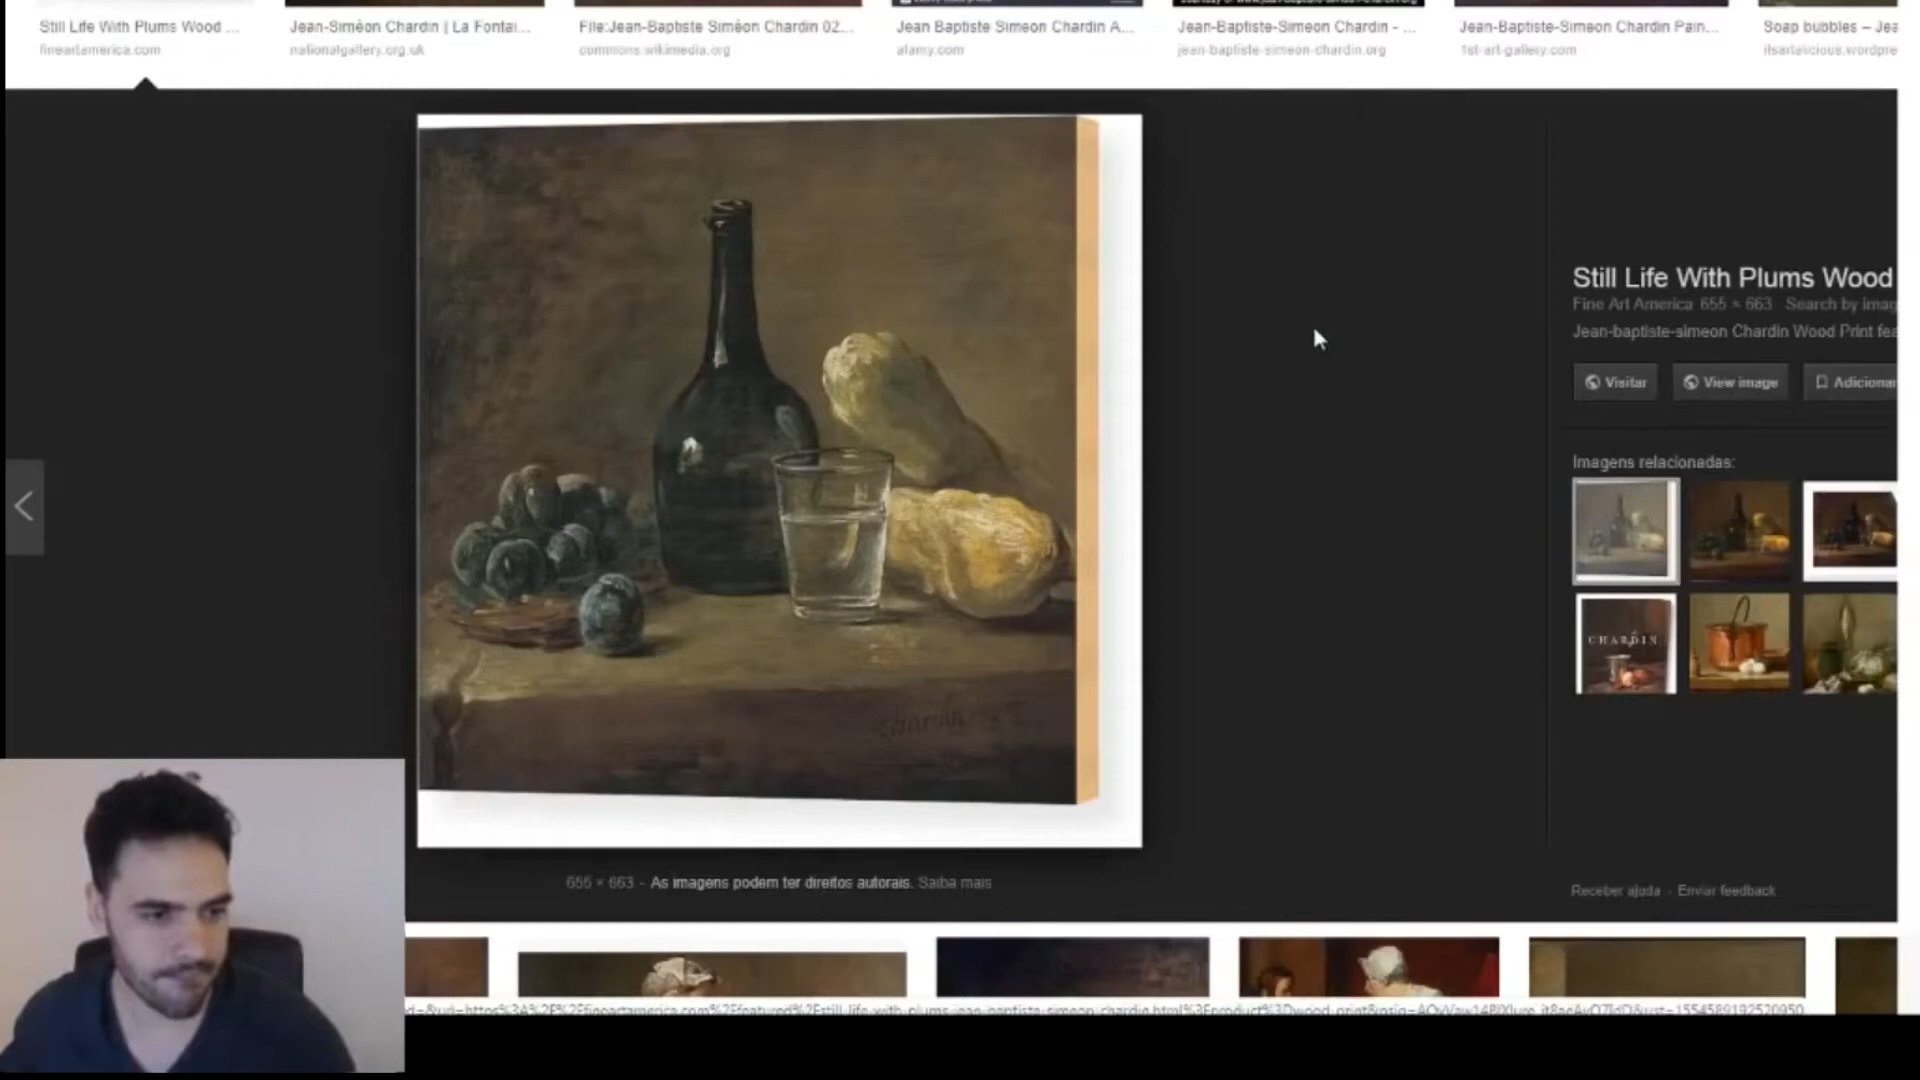 Still Life With Plums Wood ...
fineartamerica.com
Jean-Siméon Chardin | La Fontai...
nationalgallery.org.uk
File:Jean-Baptiste Siméon Chardin 02...
commons.wikimedia.org
Jean Baptiste Simeon Chardin A...
alamy.com
Jean-Baptiste-Simeon Chardin - ...
jean-baptiste-simeon-chardin.org
Jean-Baptiste-Simeon Chardin Pain...
1st-art-gallery.com
Soap bubbles – Jea
itsartalicious.wordpre
Still Life With Plums Wood
Fine Art America 655 × 663 Search by imag
Jean-baptiste-simeon Chardin Wood Print fea
Visitar
View image
Adicionar
Imagens relacionadas:
CHARDIN
chardin
655 × 663 - As imagens podem ter direitos autorais. Saiba mais
Receber ajuda - Enviar feedback